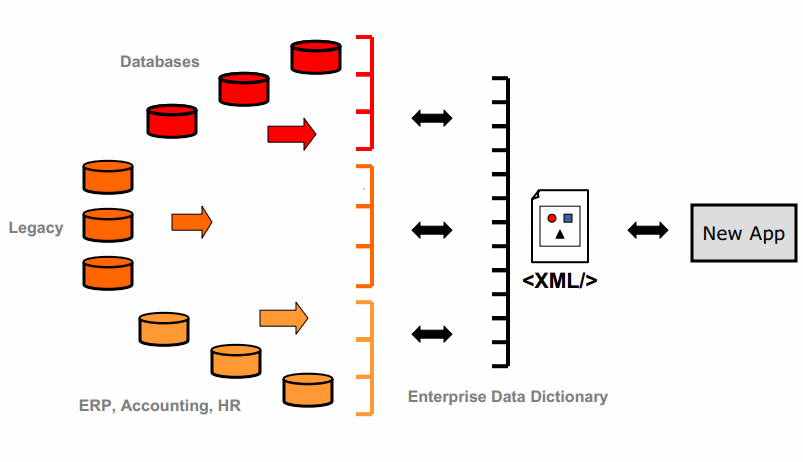 Databases
Legacy
<XML/>
New App
ERP, Accounting, HR
Enterprise Data Dictionary